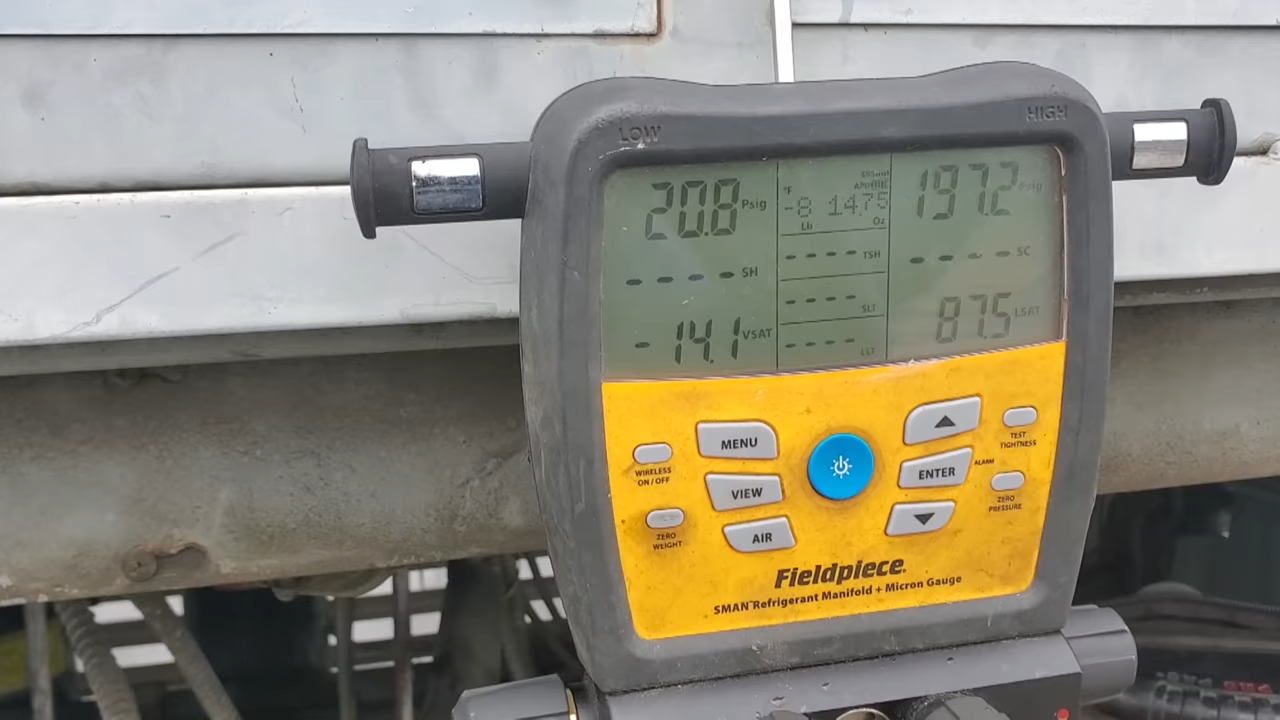 LOW
HIGH
20.8 Psig
- - - - SH
-14.1 VSAT
°F
-8 14.75
Lb Oz
- - - - TSH
- - - - SLT
- - - - LLT
197.2 Psig
- - - - SC
87.5 LSAT
MENU
VIEW
AIR
WIRELESS
ON / OFF
ZERO
WEIGHT
ENTER
ALARM
TEST
TIGHTNESS
ZERO
PRESSURE
Fieldpiece
SMAN™ Refrigerant Manifold + Micron Gauge